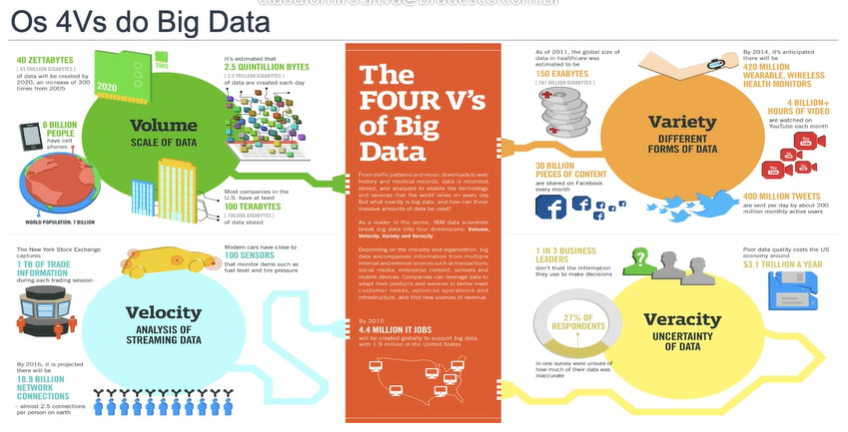 Os 4Vs do Big Data
40 ZETTABYTES
[ 43 TRILLION GIGABYTES ]
of data will be created by
2020, an increase of 300
times from 2005
2020
2005
It's estimated that
2.5 QUINTILLION BYTES
[ 2.3 TRILLION GIGABYTES ]
of data are created each day
6 BILLION
PEOPLE
have cell
phones
WORLD POPULATION: 7 BILLION
Volume
SCALE OF DATA
Most companies in the
U.S. have at least
100 TERABYTES
[ 100,000 GIGABYTES ]
of data stored
The New York Stock Exchange
captures
1 TB OF TRADE
INFORMATION
during each trading session
Modern cars have close to
100 SENSORS
that monitor items such as
fuel level and tire pressure
Velocity
ANALYSIS OF
STREAMING DATA
By 2016, it is projected
there will be
18.9 BILLION
NETWORK
CONNECTIONS
– almost 2.5 connections
per person on earth
The
FOUR V's
of Big
Data
From traffic patterns and music downloads to web
history and medical records, data is recorded,
stored, and analyzed to enable the technology
and services that the world relies on every day.
But what exactly is big data, and how can these
massive amounts of data be used?
As a leader in the sector, IBM data scientists
break big data into four dimensions: Volume,
Velocity, Variety and Veracity
Depending on the industry and organization, big
data encompasses information from multiple
internal and external sources such as transactions,
social media, enterprise content, sensors and
mobile devices. Companies can leverage data to
adapt their products and services to better meet
customer needs, optimize operations and
infrastructure, and find new sources of revenue.
By 2015
4.4 MILLION IT JOBS
will be created globally to support big data,
with 1.9 million in the United States
As of 2011, the global size of
data in healthcare was
estimated to be
150 EXABYTES
[ 161 BILLION GIGABYTES ]
By 2014, it's anticipated
there will be
420 MILLION
WEARABLE, WIRELESS
HEALTH MONITORS
Variety
DIFFERENT
FORMS OF DATA
4 BILLION+
HOURS OF VIDEO
are watched on
YouTube each month
30 BILLION
PIECES OF CONTENT
are shared on Facebook
every month
400 MILLION TWEETS
are sent per day by about 200
million monthly active users
1 IN 3 BUSINESS
LEADERS
don't trust the information
they use to make decisions
Poor data quality costs the US
economy around
$3.1 TRILLION A YEAR
27% OF
RESPONDENTS
in one survey were unsure of
how much of their data was
inaccurate
Veracity
UNCERTAINTY
OF DATA